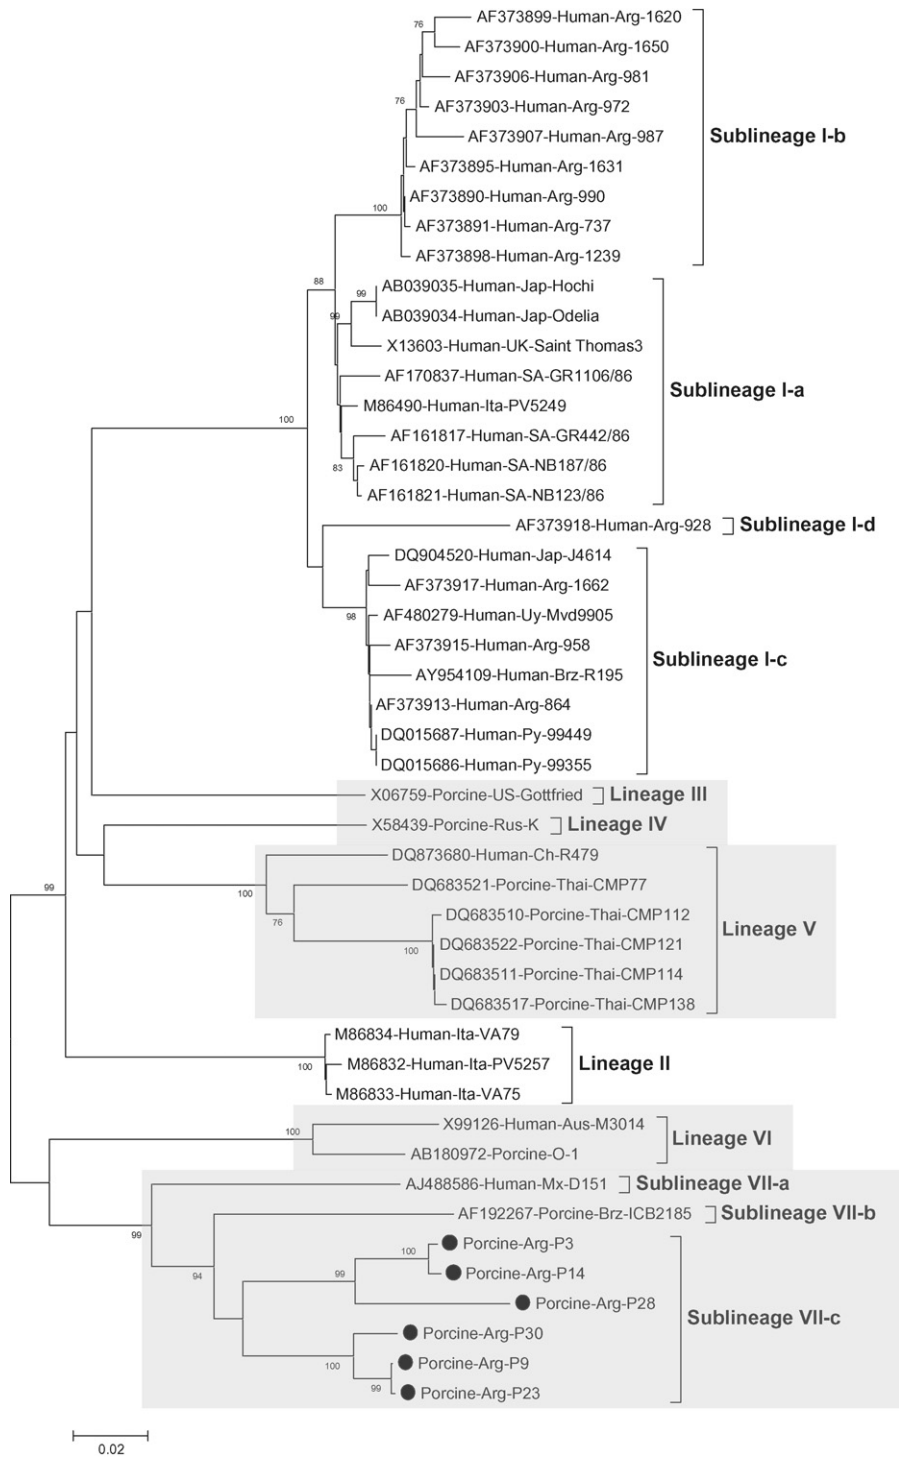 76
AF373899-Human-Arg-1620
AF373900-Human-Arg-1650
AF373906-Human-Arg-981
76
AF373903-Human-Arg-972
AF373907-Human-Arg-987
Sublineage I-b
AF373895-Human-Arg-1631
AF373890-Human-Arg-990
100
AF373891-Human-Arg-737
AF373898-Human-Arg-1239
88
AB039035-Human-Jap-Hochi
99
AB039034-Human-Jap-Odelia
99
X13603-Human-UK-Saint Thomas3
AF170837-Human-SA-GR1106/86
Sublineage I-a
M86490-Human-Ita-PV5249
100
AF161817-Human-SA-GR442/86
83
AF161820-Human-SA-NB187/86
AF161821-Human-SA-NB123/86
AF373918-Human-Arg-928
Sublineage I-d
DQ904520-Human-Jap-J4614
AF373917-Human-Arg-1662
98
AF480279-Human-Uy-Mvd9905
AF373915-Human-Arg-958
Sublineage I-c
AY954109-Human-Brz-R195
AF373913-Human-Arg-864
DQ015687-Human-Py-99449
DQ015686-Human-Py-99355
X06759-Porcine-US-Gottfried
Lineage III
X58439-Porcine-Rus-K
Lineage IV
DQ873680-Human-Ch-R479
99
100
DQ683521-Porcine-Thai-CMP77
76
DQ683510-Porcine-Thai-CMP112
Lineage V
100
DQ683522-Porcine-Thai-CMP121
DQ683511-Porcine-Thai-CMP114
DQ683517-Porcine-Thai-CMP138
M86834-Human-Ita-VA79
100
M86832-Human-Ita-PV5257
Lineage II
M86833-Human-Ita-VA75
100
X99126-Human-Aus-M3014
Lineage VI
AB180972-Porcine-O-1
AJ488586-Human-Mx-D151
Sublineage VII-a
99
AF192267-Porcine-Brz-ICB2185
Sublineage VII-b
100
Porcine-Arg-P3
94
99
Porcine-Arg-P14
Porcine-Arg-P28
Sublineage VII-c
Porcine-Arg-P30
100
Porcine-Arg-P9
99
Porcine-Arg-P23
0.02